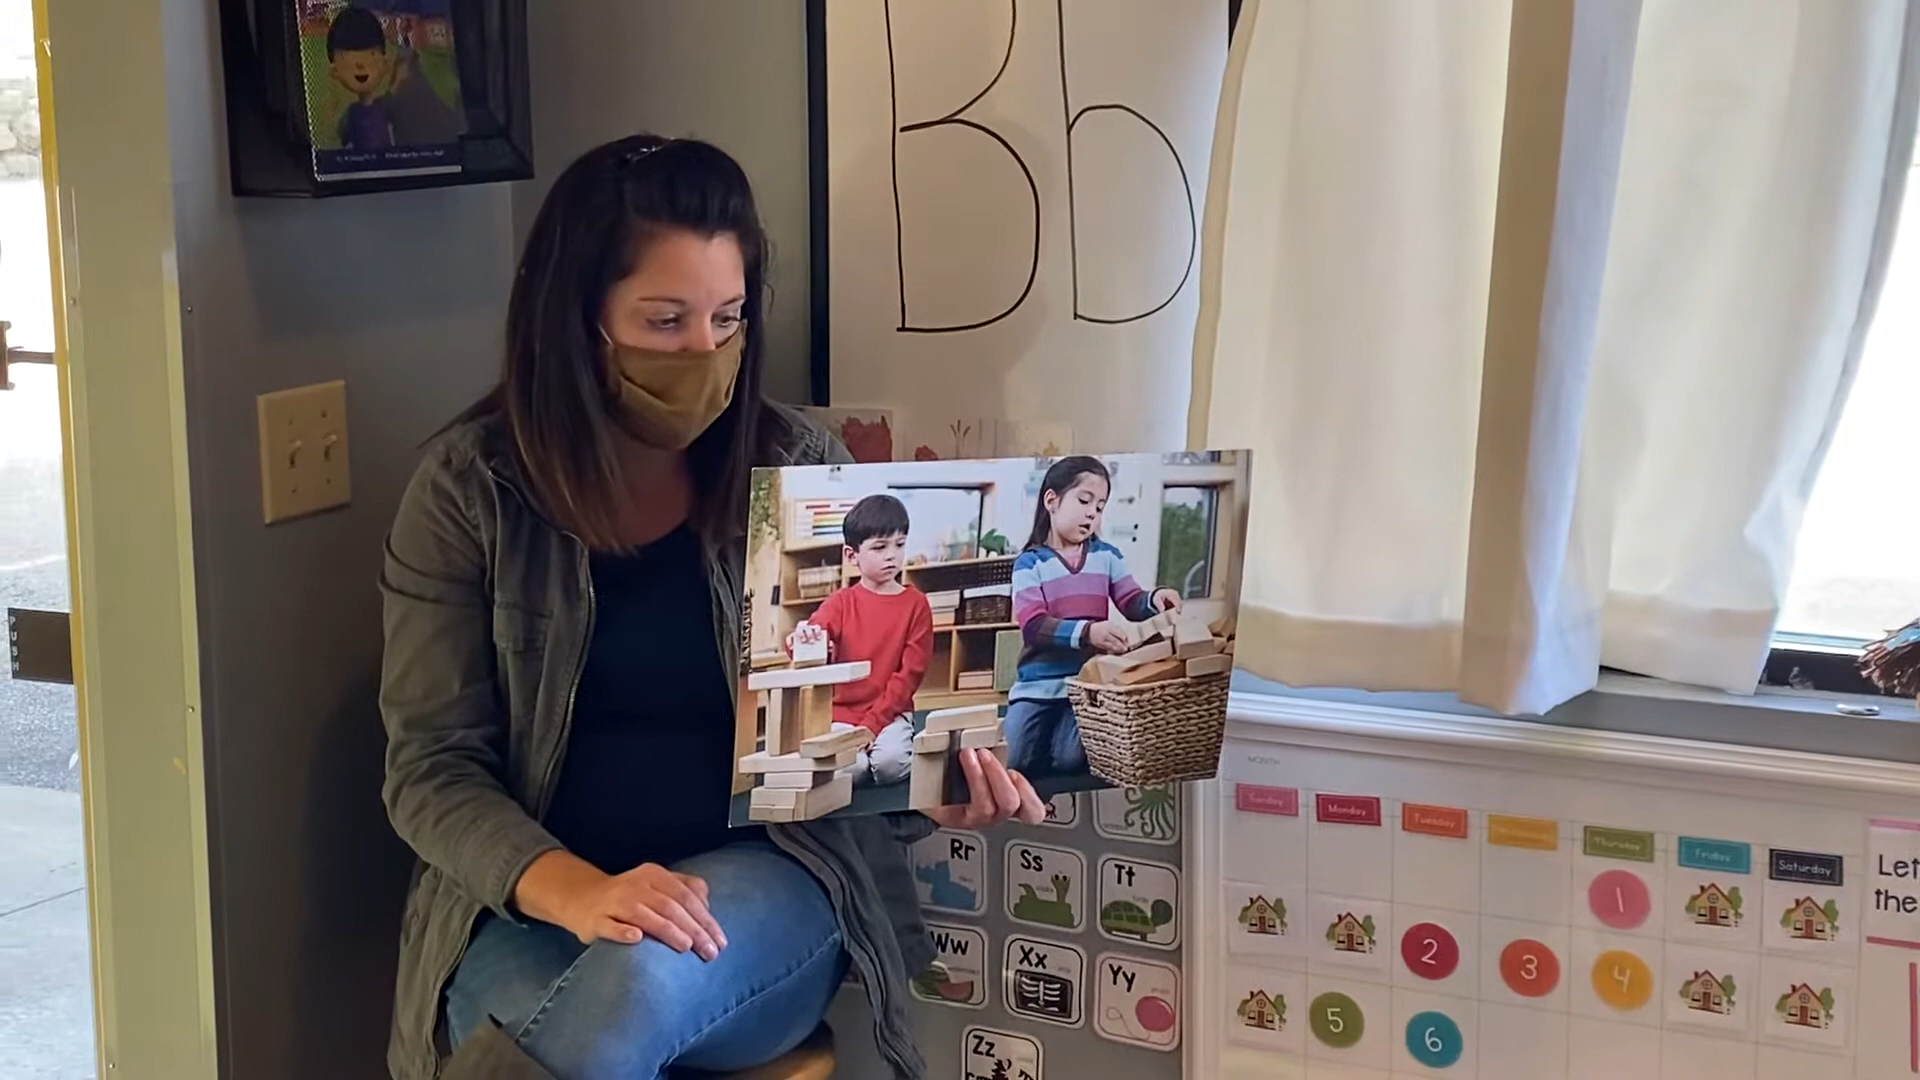 Bb
PUSH
MONTH
Sunday
Monday
Tuesday
Thursday
Friday
Saturday
1
2
3
4
5
6
Let
the
Rr
Ss
Tt
Ww
Xx
Yy
Zz